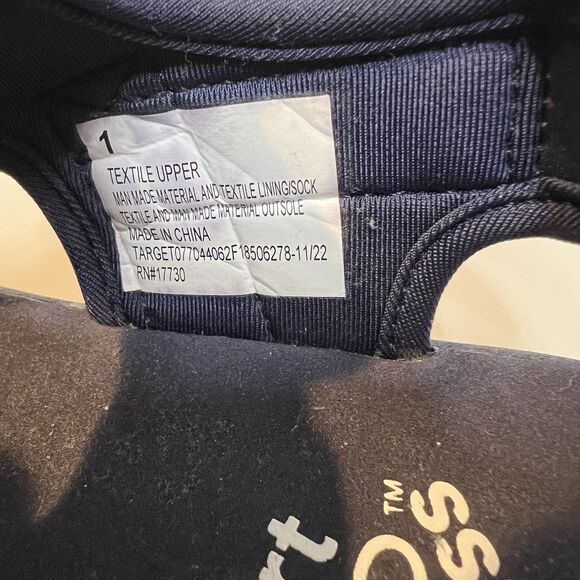 1
TEXTILE UPPER
MAN MADE MATERIAL AND TEXTILE LINING/SOCK
TEXTILE AND MAN MADE MATERIAL OUTSOLE
MADE IN CHINA
TARGET077044062F18506278-11/22
RN#17730
TM